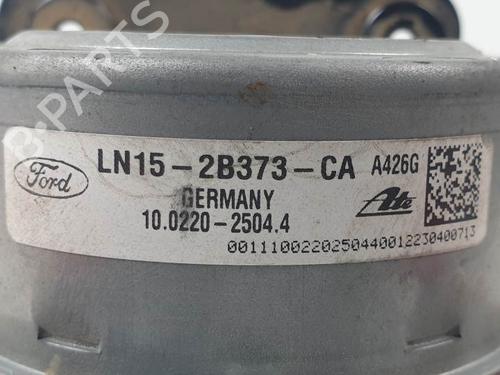 B-PARTS
Ford
LN15-2B373-CA A426G
GERMANY
10.0220-2504.4
Ate
0011100220250440012230400713